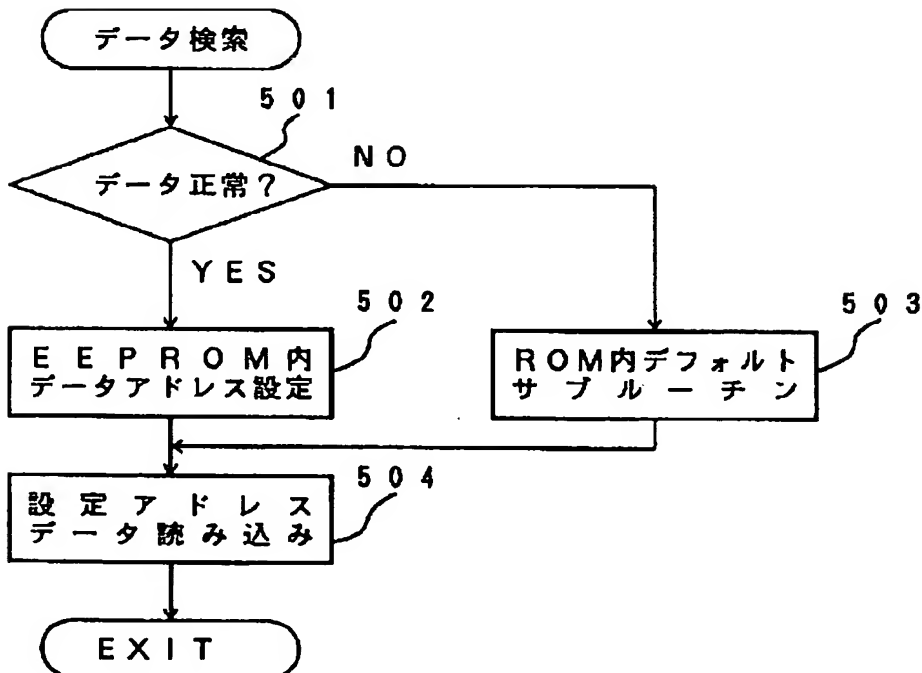 データ検索
501
データ正常?
NO
YES
502
EEPROM内
データアドレス設定
503
ROM内デフォルト
サブルーチン
504
設定アドレス
データ読み込み
EXIT